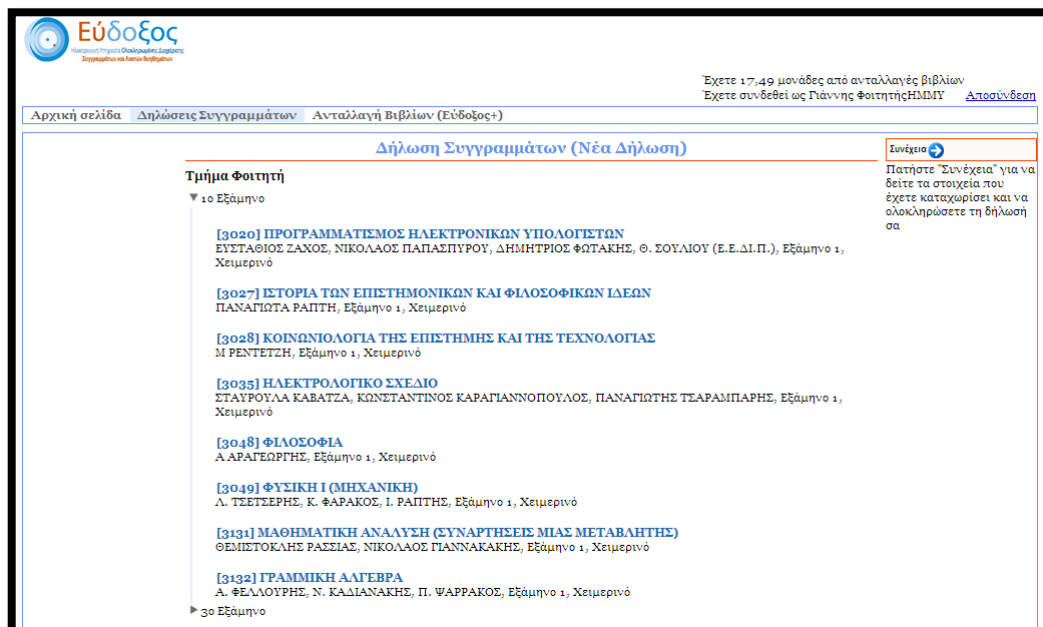 Εύδοξος
Ηλεκτρονική Υπηρεσία Ολοκληρωμένης Διαχείρισης
Συγγραμμάτων και Λοιπών Βοηθημάτων
Έχετε 17,49 μονάδες από ανταλλαγές βιβλίων
Έχετε συνδεθεί ως Γιάννης ΦοιτητήςΗΜΜΥ Αποσύνδεση
Αρχική σελίδα Δηλώσεις Συγγραμμάτων Ανταλλαγή Βιβλίων (Εύδοξος+)
Δήλωση Συγγραμμάτων (Νέα Δήλωση)
Συνέχεια
Πατήστε "Συνέχεια" για να
δείτε τα στοιχεία που
έχετε καταχωρίσει και να
ολοκληρώσετε τη δήλωσή
σα
Τμήμα Φοιτητή
1ο Εξάμηνο
[3020] ΠΡΟΓΡΑΜΜΑΤΙΣΜΟΣ ΗΛΕΚΤΡΟΝΙΚΩΝ ΥΠΟΛΟΓΙΣΤΩΝ
ΕΥΣΤΑΘΙΟΣ ΖΑΧΟΣ, ΝΙΚΟΛΑΟΣ ΠΑΠΑΣΠΥΡΟΥ, ΔΗΜΗΤΡΙΟΣ ΦΩΤΑΚΗΣ, Θ. ΣΟΥΛΙΟΥ (Ε.Ε.ΔΙ.Π.), Εξάμηνο 1,
Χειμερινό
[3027] ΙΣΤΟΡΙΑ ΤΩΝ ΕΠΙΣΤΗΜΟΝΙΚΩΝ ΚΑΙ ΦΙΛΟΣΟΦΙΚΩΝ ΙΔΕΩΝ
ΠΑΝΑΓΙΩΤΑ ΡΑΠΤΗ, Εξάμηνο 1, Χειμερινό
[3028] ΚΟΙΝΩΝΙΟΛΟΓΙΑ ΤΗΣ ΕΠΙΣΤΗΜΗΣ ΚΑΙ ΤΗΣ ΤΕΧΝΟΛΟΓΙΑΣ
Μ ΡΕΝΤΕΤΖΗ, Εξάμηνο 1, Χειμερινό
[3035] ΗΛΕΚΤΡΟΛΟΓΙΚΟ ΣΧΕΔΙΟ
ΣΤΑΥΡΟΥΛΑ ΚΑΒΑΤΖΑ, ΚΩΝΣΤΑΝΤΙΝΟΣ ΚΑΡΑΓΙΑΝΝΟΠΟΥΛΟΣ, ΠΑΝΑΓΙΩΤΗΣ ΤΣΑΡΑΜΠΑΡΗΣ, Εξάμηνο 1,
Χειμερινό
[3048] ΦΙΛΟΣΟΦΙΑ
Α ΑΡΑΓΕΩΡΓΗΣ, Εξάμηνο 1, Χειμερινό
[3049] ΦΥΣΙΚΗ Ι (ΜΗΧΑΝΙΚΗ)
Λ. ΤΣΕΤΣΕΡΗΣ, Κ. ΦΑΡΑΚΟΣ, Ι. ΡΑΠΤΗΣ, Εξάμηνο 1, Χειμερινό
[3131] ΜΑΘΗΜΑΤΙΚΗ ΑΝΑΛΥΣΗ (ΣΥΝΑΡΤΗΣΕΙΣ ΜΙΑΣ ΜΕΤΑΒΛΗΤΗΣ)
ΘΕΜΙΣΤΟΚΛΗΣ ΡΑΣΣΙΑΣ, ΝΙΚΟΛΑΟΣ ΓΙΑΝΝΑΚΑΚΗΣ, Εξάμηνο 1, Χειμερινό
[3132] ΓΡΑΜΜΙΚΗ ΑΛΓΕΒΡΑ
Α. ΦΕΛΛΟΥΡΗΣ, Ν. ΚΑΔΙΑΝΑΚΗΣ, Π. ΨΑΡΡΑΚΟΣ, Εξάμηνο 1, Χειμερινό
3ο Εξάμηνο